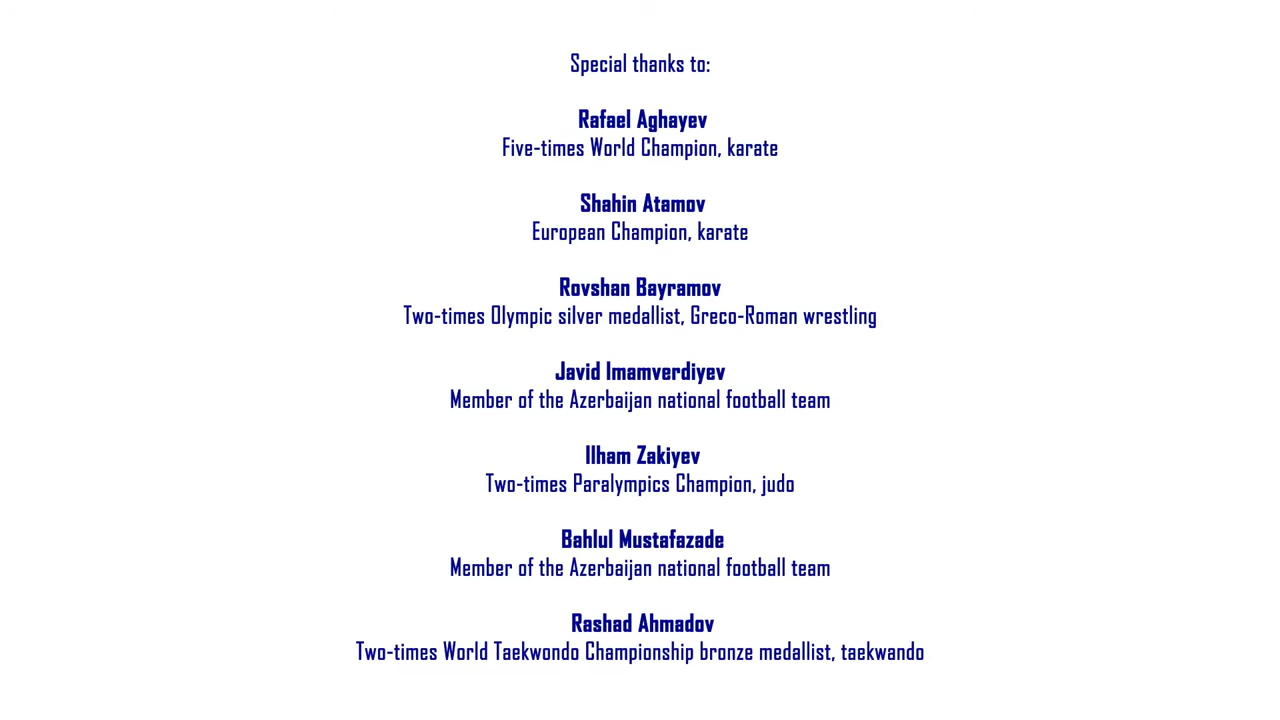 Special thanks to:
Rafael Aghayev
Five-times World Champion, karate
Shahin Atamov
European Champion, karate
Rovshan Bayramov
Two-times Olympic silver medallist, Greco-Roman wrestling
Javid Imamverdiyev
Member of the Azerbaijan national football team
Ilham Zakiyev
Two-times Paralympics Champion, judo
Bahlul Mustafazade
Member of the Azerbaijan national football team
Rashad Ahmadov
Two-times World Taekwondo Championship bronze medallist, taekwando